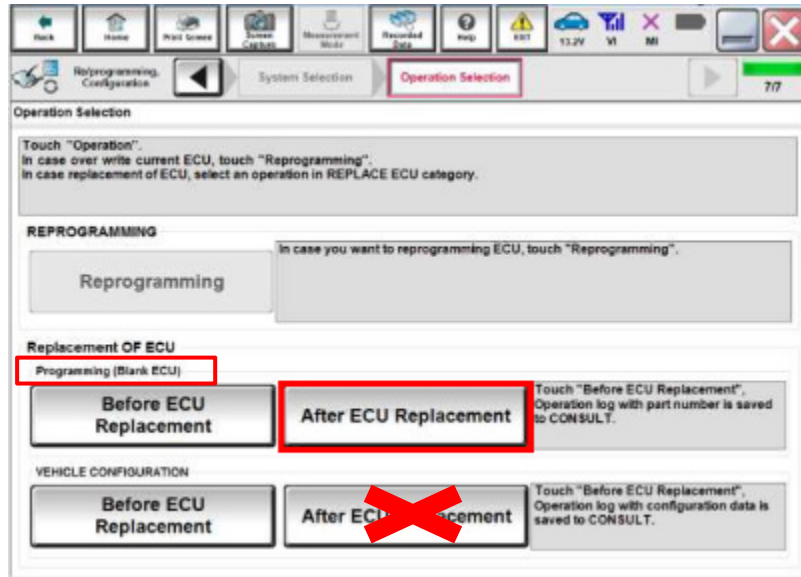 Back
Home
Print Screen
Screen Capture
Measurement Mode
Recorded Data
Help
EXIT
13.2V
VI
MI
Re/programming, Configuration
System Selection
Operation Selection
7/7
Operation Selection
Touch "Operation".
In case over write current ECU, touch "Reprogramming".
In case replacement of ECU, select an operation in REPLACE ECU category.
REPROGRAMMING
Reprogramming
In case you want to reprogramming ECU, touch "Reprogramming".
Replacement OF ECU
Programming (Blank ECU)
Before ECU
Replacement
After ECU Replacement
Touch "Before ECU Replacement",
Operation log with part number is saved
to CONSULT.
VEHICLE CONFIGURATION
Before ECU
Replacement
After ECU
Touch "Before ECU Replacement",
Operation log with configuration data is
saved to CONSULT.